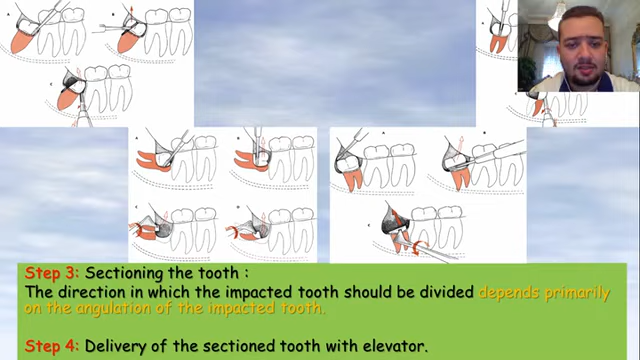 A
B
C
A
A
B
C
D
A
B
Step 3: Sectioning the tooth :
The direction in which the impacted tooth should be divided depends primarily
on the angulation of the impacted tooth.
Step 4: Delivery of the sectioned tooth with elevator.